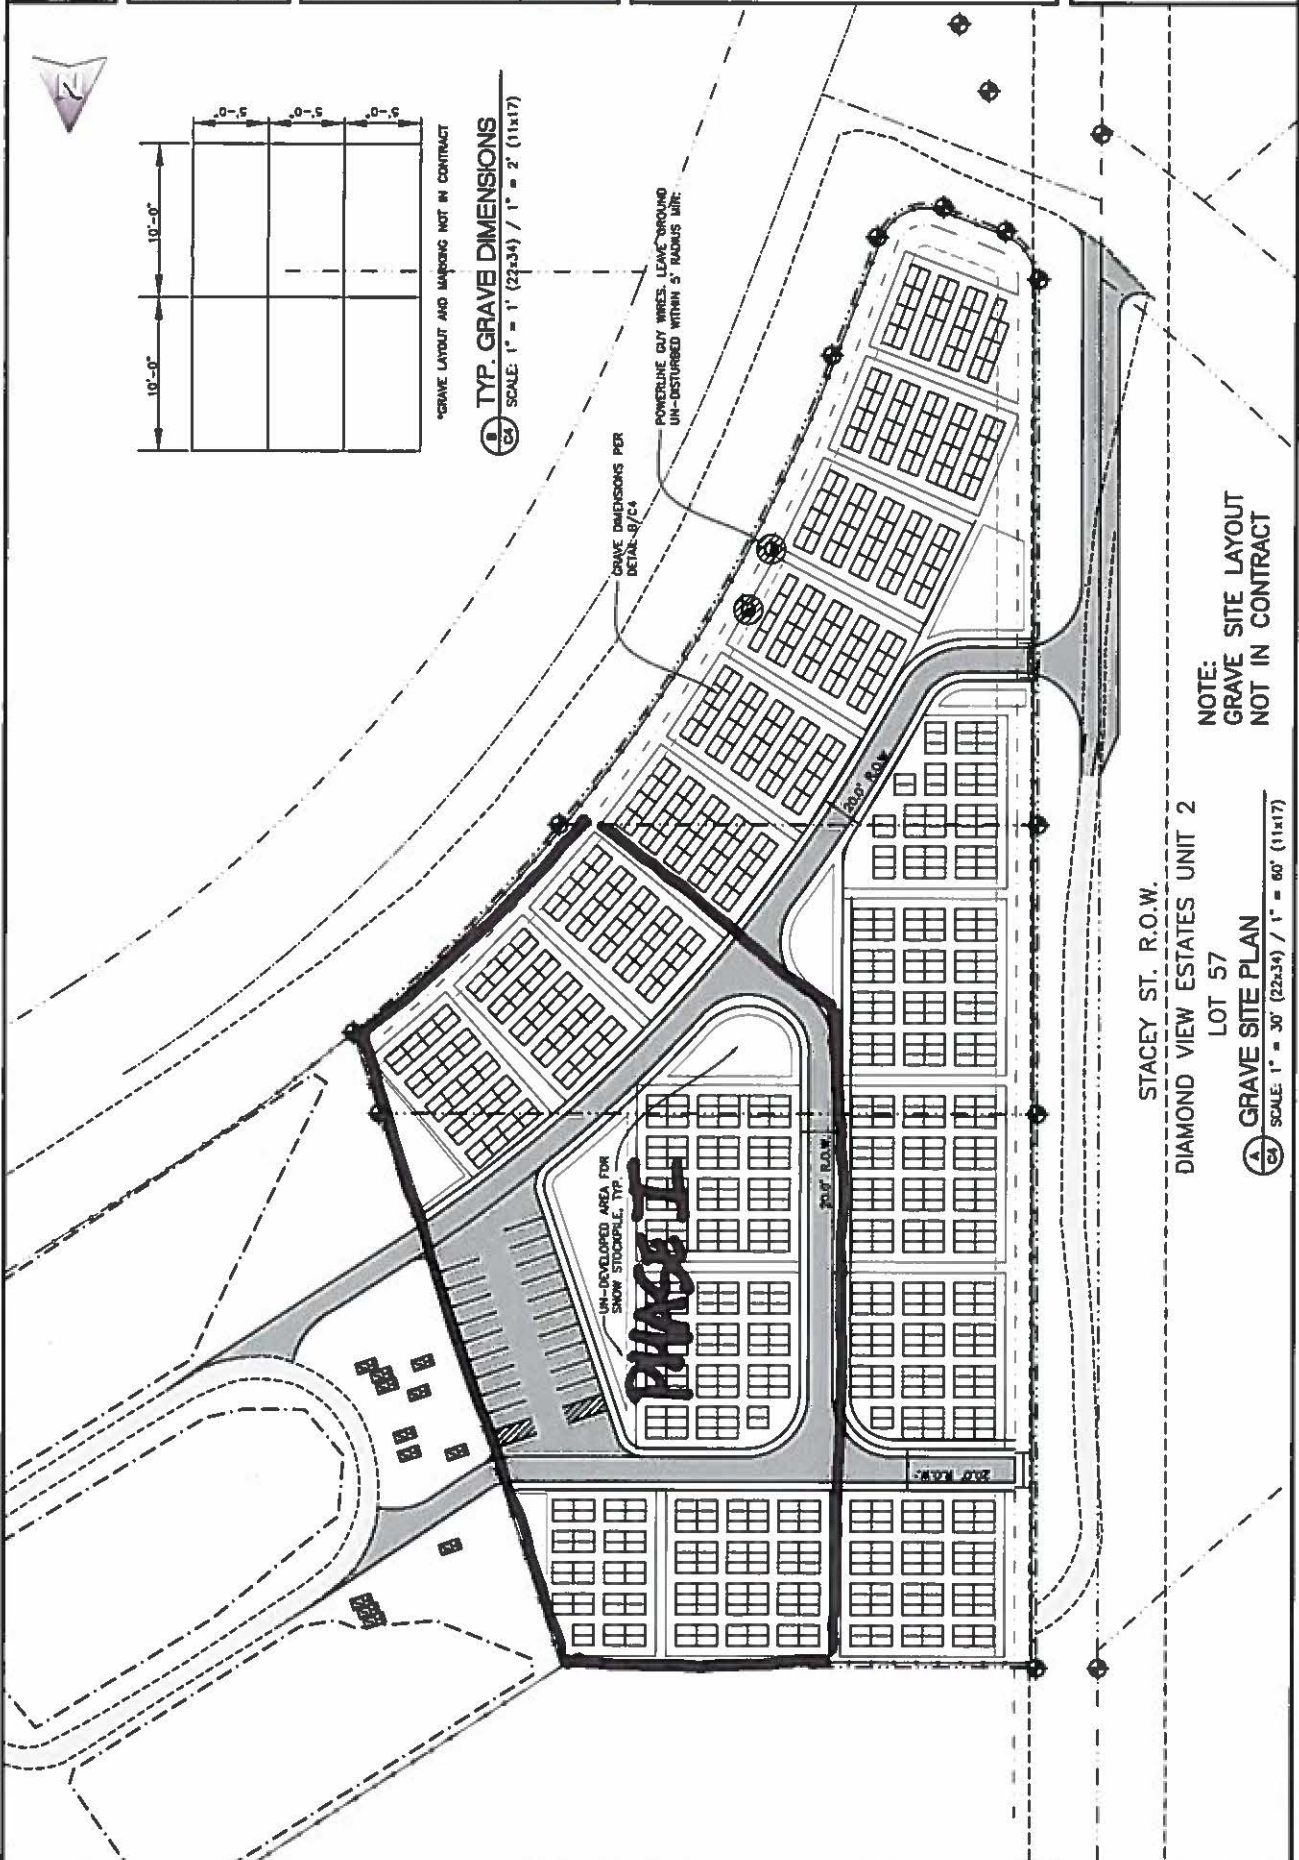 N
10'-0"
10'-0"
5'-0"
5'-0"
5'-0"
*GRAVE LAYOUT AND MARKING NOT IN CONTRACT
B
C4
TYP. GRAVE DIMENSIONS
SCALE: 1" = 1' (22x34) / 1" = 2' (11x17)
POWERLINE GUY WIRES. LEAVE GROUND
UN-DISTURBED WITHIN 5' RADIUS MIN.
GRAVE DIMENSIONS PER
DETAIL B/C4
20.0' R.O.W.
UN-DEVELOPED AREA FOR
SNOW STOCKPILE, TYP.
PHASE I
20.0' R.O.W.
20.0' R.O.W.
STACEY ST. R.O.W.
DIAMOND VIEW ESTATES UNIT 2
LOT 57
NOTE:
GRAVE SITE LAYOUT
NOT IN CONTRACT
A
C4
GRAVE SITE PLAN
SCALE: 1" = 30' (22x34) / 1" = 60' (11x17)